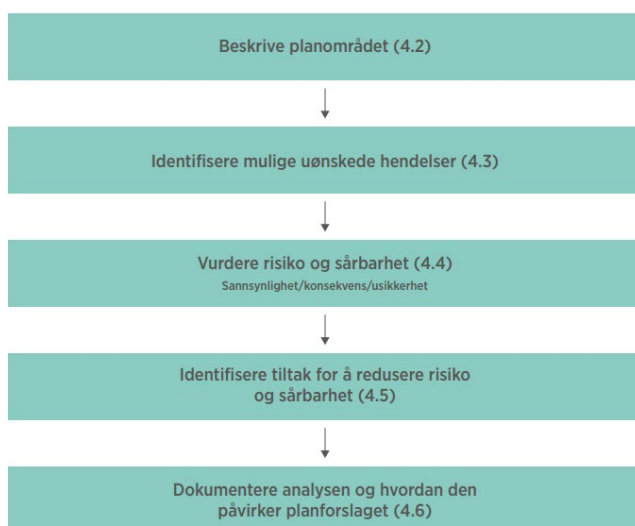 Beskrive planområdet (4.2)
Identifisere mulige uønskede hendelser (4.3)
Vurdere risiko og sårbarhet (4.4)
Sannsynlighet/konsekvens/usikkerhet
Identifisere tiltak for å redusere risiko
og sårbarhet (4.5)
Dokumentere analysen og hvordan den
påvirker planforslaget (4.6)